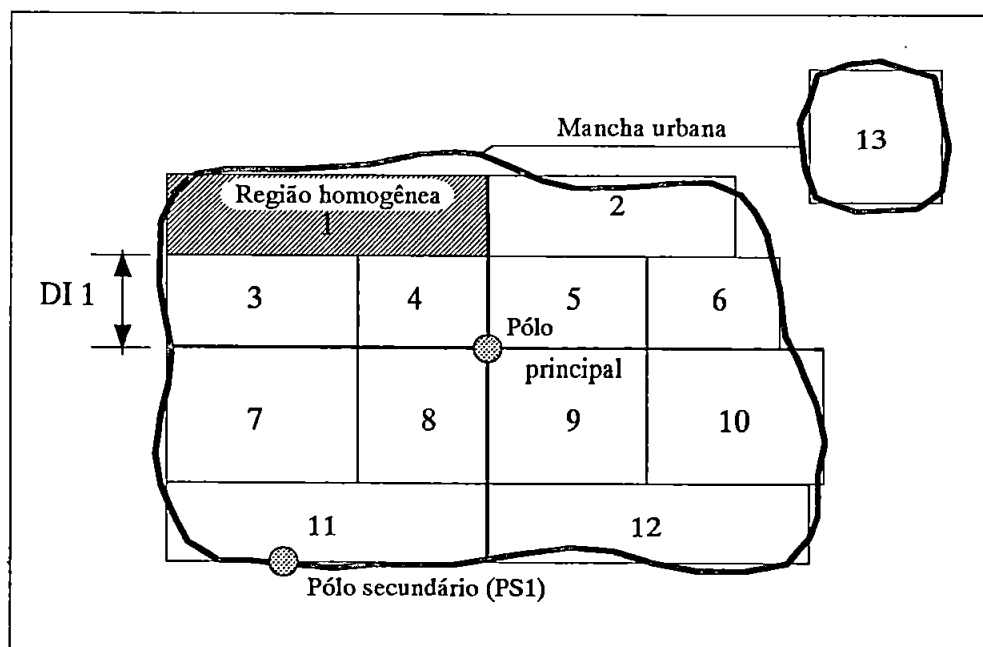 13
Mancha urbana
Região homogênea
1
2
DI 1
3
4
5
6
Pólo
principal
7
8
9
10
11
12
Pólo secundário (PS1)